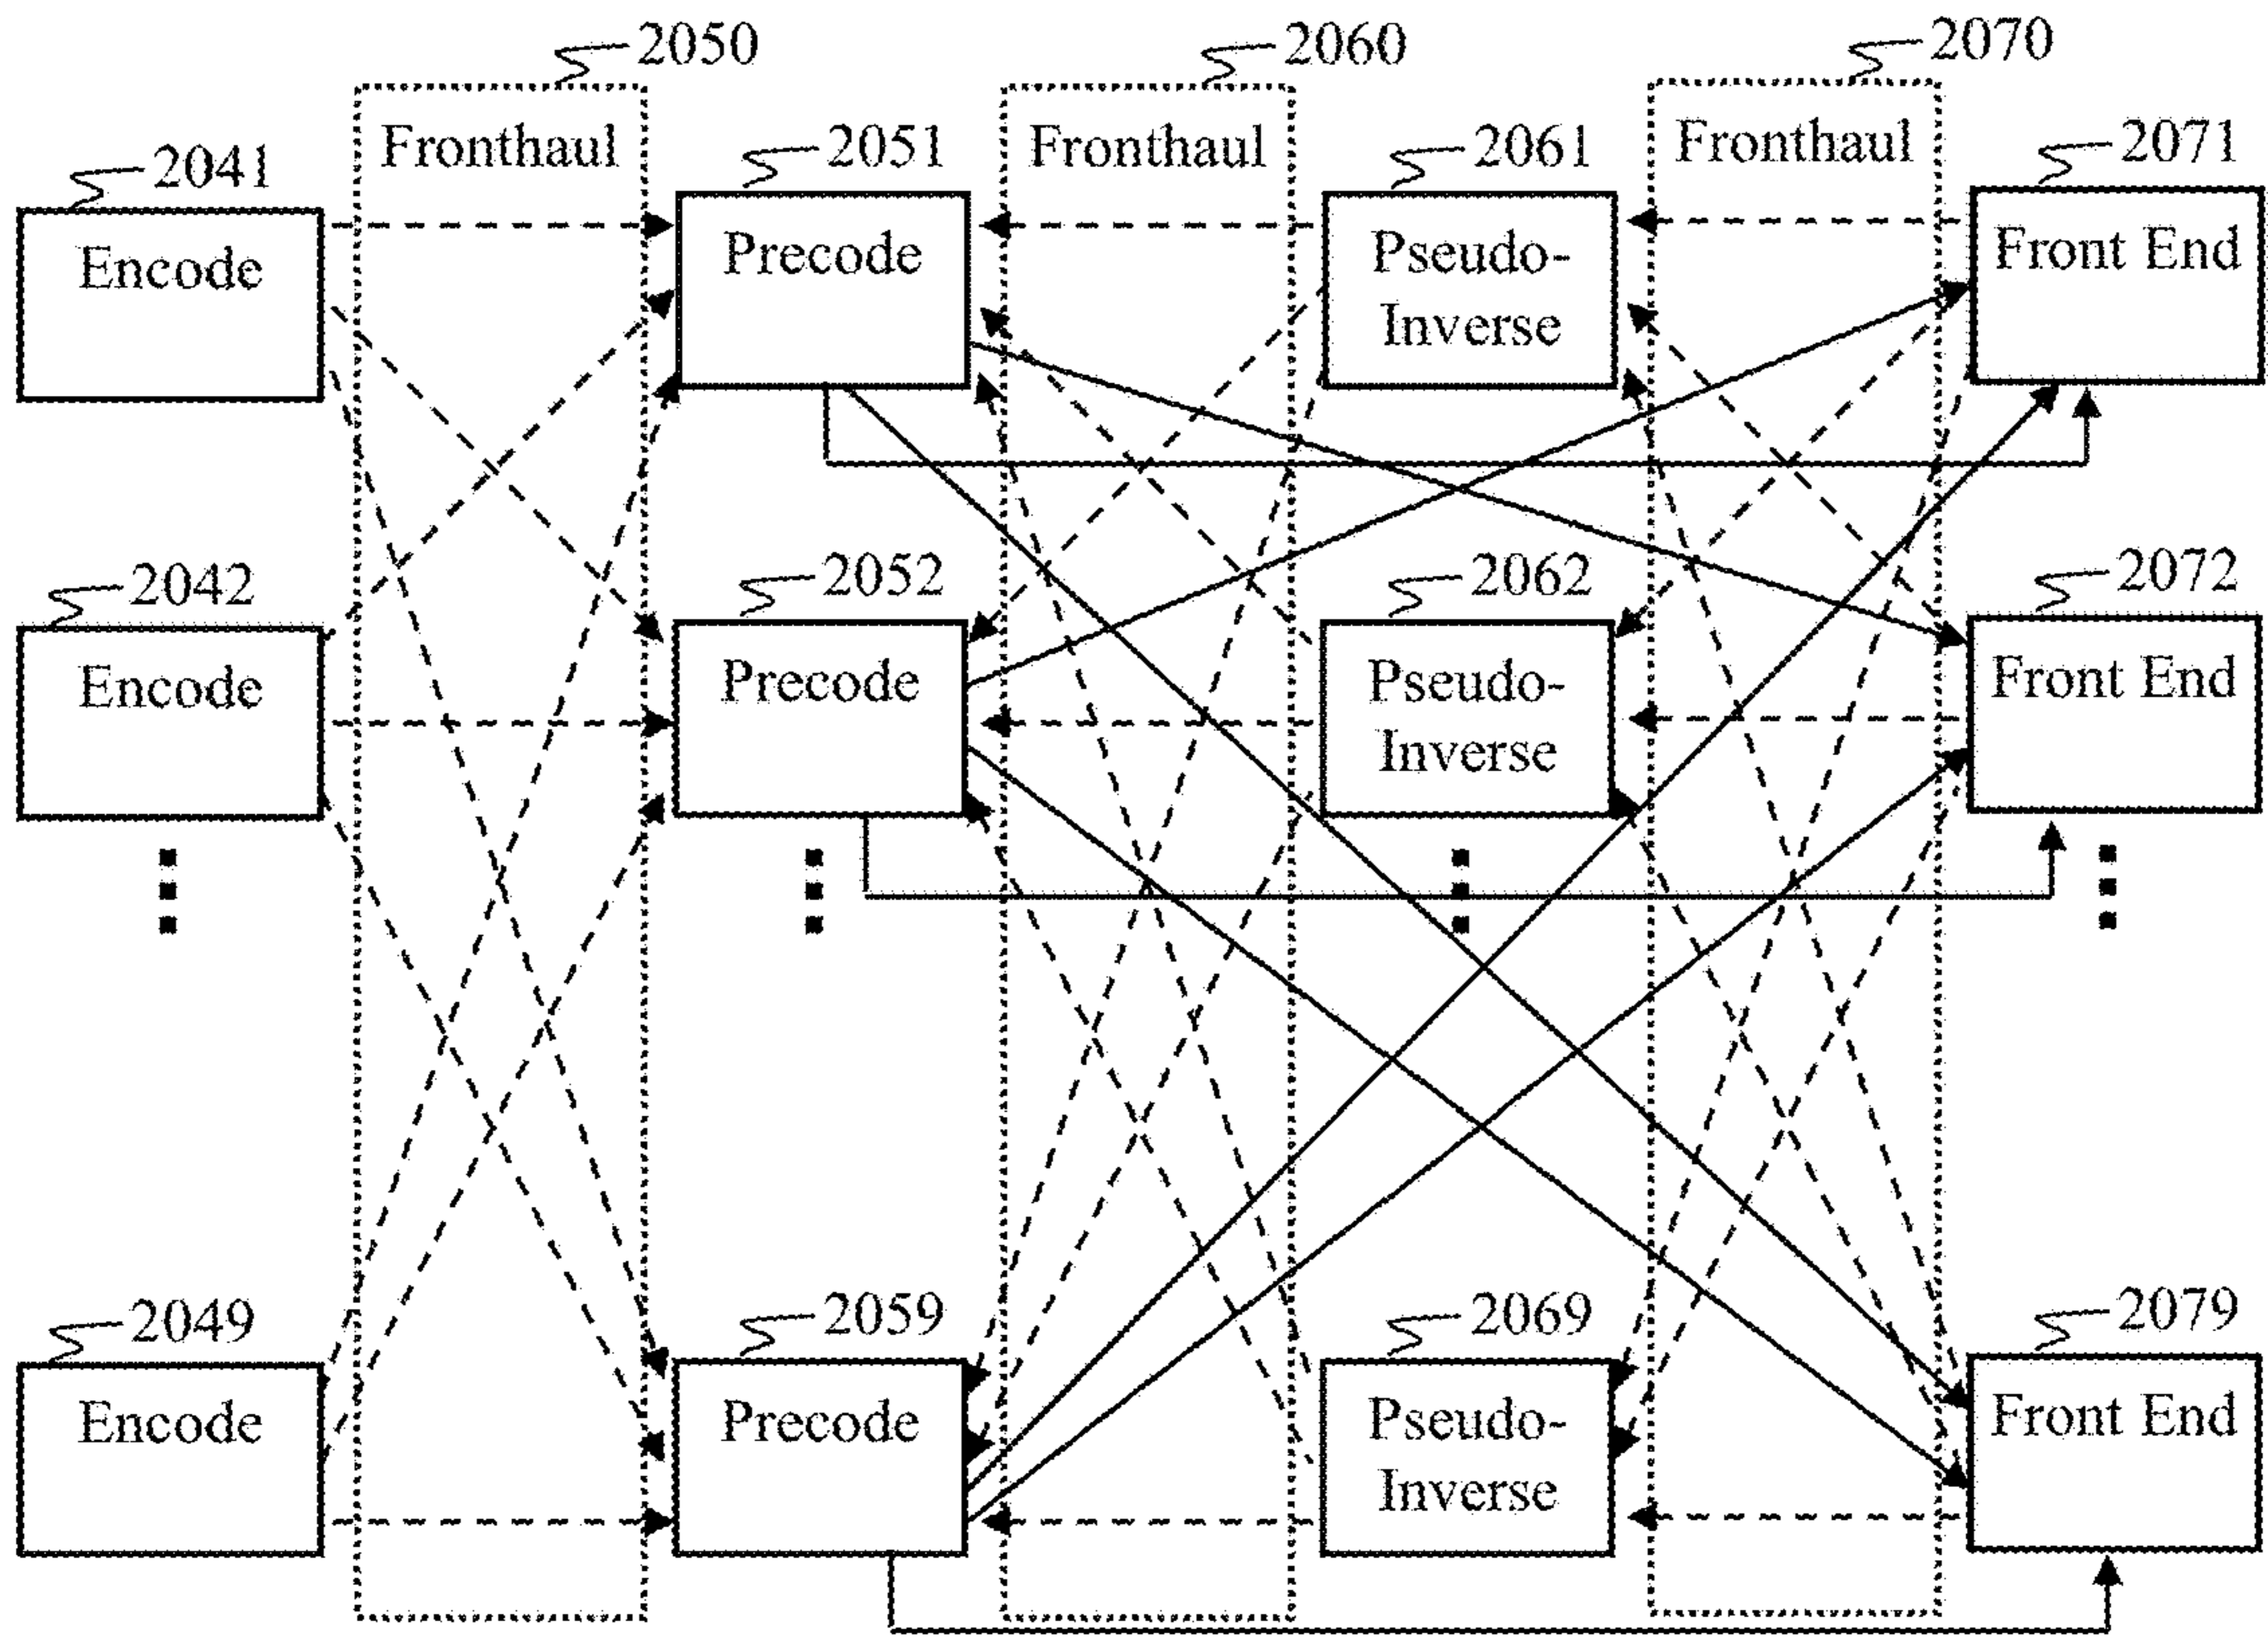 2050
2060
2070
Fronthaul
Fronthaul
Fronthaul
2041
2051
2061
2071
Encode
Precode
Pseudo-
Inverse
Front End
2042
2052
2062
2072
Encode
Precode
Pseudo-
Inverse
Front End
2049
2059
2069
2079
Encode
Precode
Pseudo-
Inverse
Front End